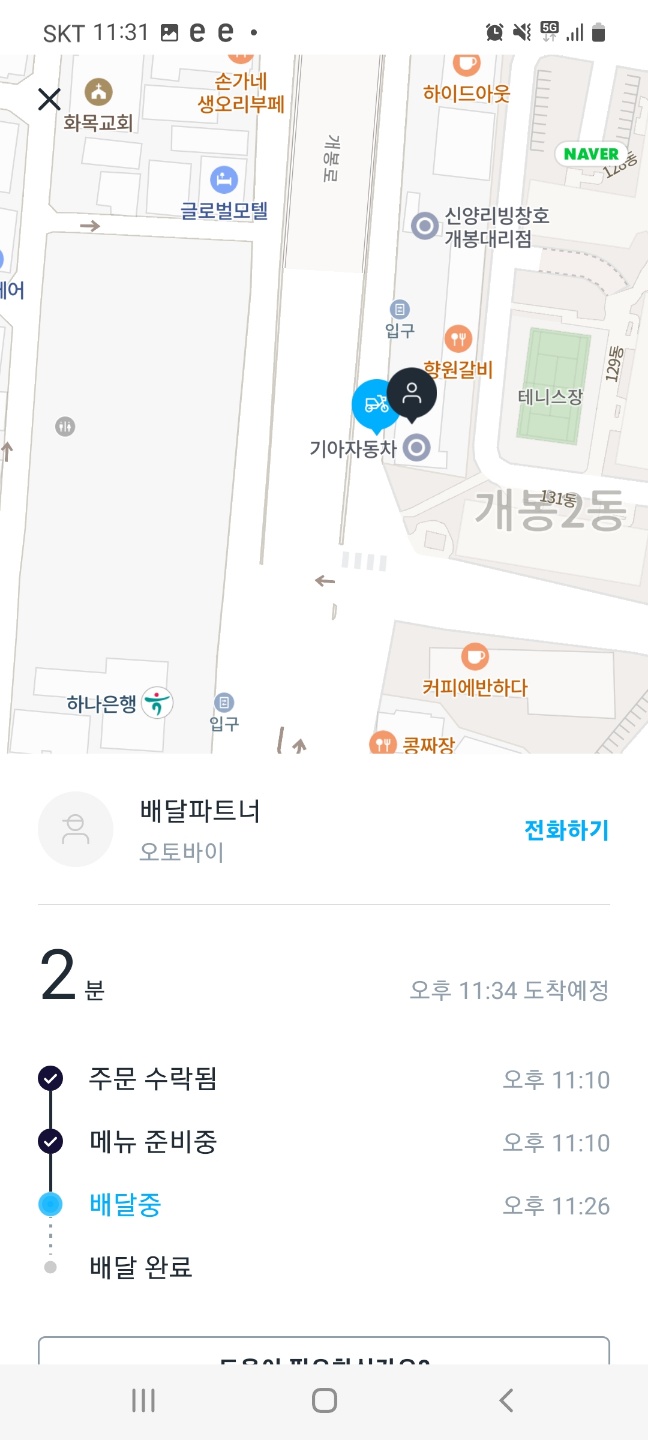 SKT 11:31
5G
손가네
생오리부페
하이드아웃
화목교회
개봉로
NAVER
글로벌모텔
신양리빙창호
개봉대리점
입구
향원갈비
129동
테니스장
기아자동차
131동
개봉2동
커피에반하다
하나은행
입구
콩짜장
배달파트너
오토바이
전화하기
2분
오후 11:34 도착예정
주문 수락됨 오후 11:10
메뉴 준비중 오후 11:10
배달중 오후 11:26
배달 완료